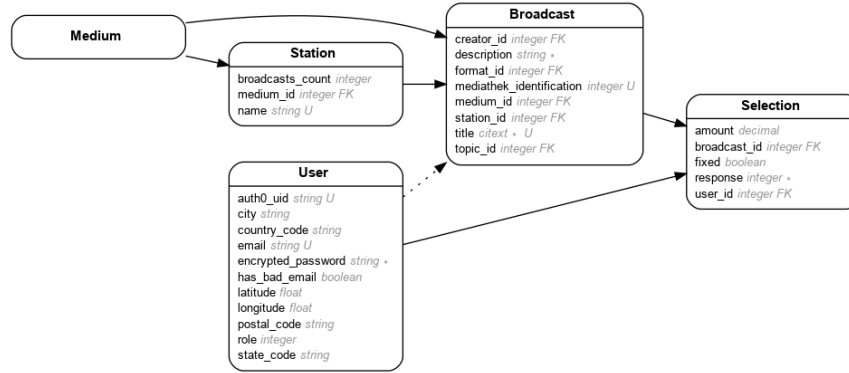 Medium
Station
broadcasts_count integer
medium_id integer FK
name string U
Broadcast
creator_id integer FK
description string *
format_id integer FK
mediathek_identification integer U
medium_id integer FK
station_id integer FK
title citext * U
topic_id integer FK
User
auth0_uid string U
city string
country_code string
email string U
encrypted_password string *
has_bad_email boolean
latitude float
longitude float
postal_code string
role integer
state_code string
Selection
amount decimal
broadcast_id integer FK
fixed boolean
response integer *
user_id integer FK